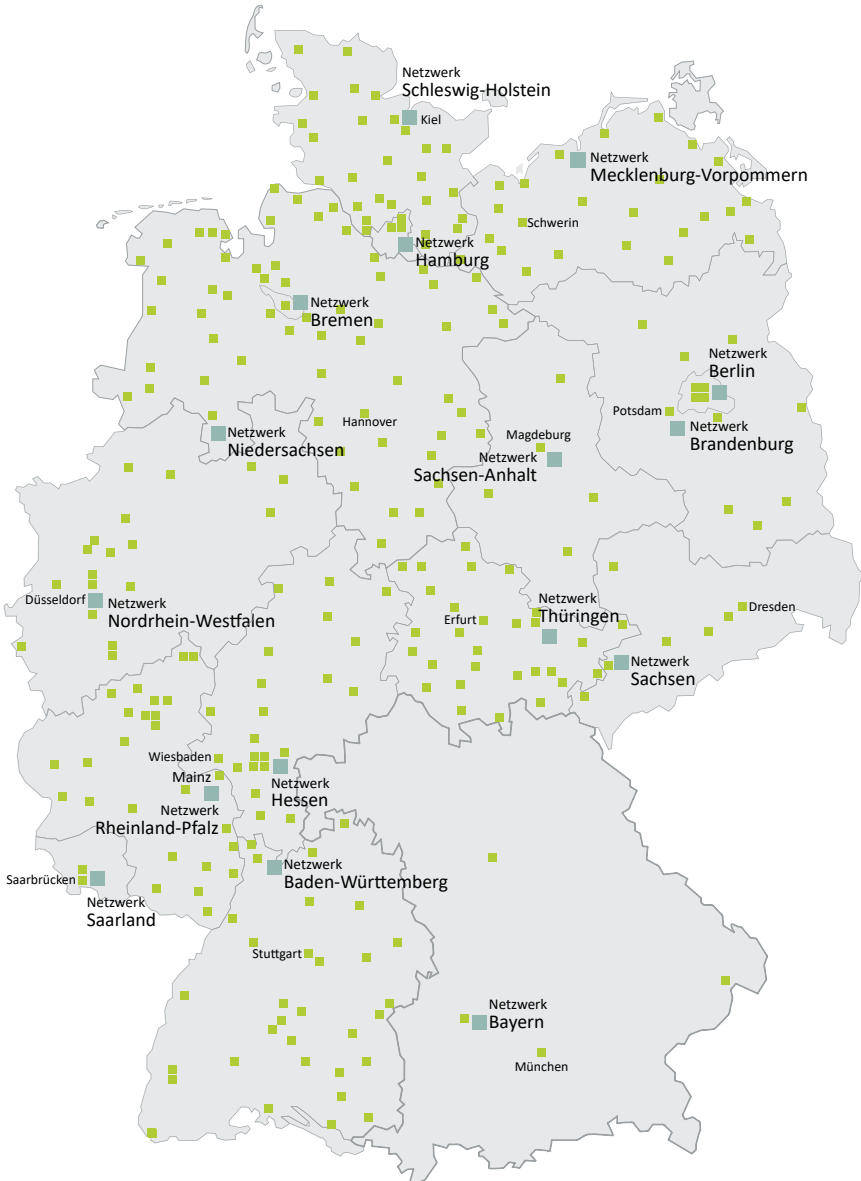 Netzwerk
Schleswig-Holstein
Kiel
Netzwerk
Mecklenburg-Vorpommern
Schwerin
Netzwerk
Hamburg
Netzwerk
Bremen
Netzwerk
Berlin
Potsdam
Netzwerk
Brandenburg
Hannover
Netzwerk
Niedersachsen
Magdeburg
Netzwerk
Sachsen-Anhalt
Düsseldorf
Netzwerk
Nordrhein-Westfalen
Netzwerk
Thüringen
Erfurt
Dresden
Netzwerk
Sachsen
Wiesbaden
Mainz
Netzwerk
Hessen
Netzwerk
Rheinland-Pfalz
Netzwerk
Baden-Württemberg
Saarbrücken
Netzwerk
Saarland
Stuttgart
Netzwerk
Bayern
München